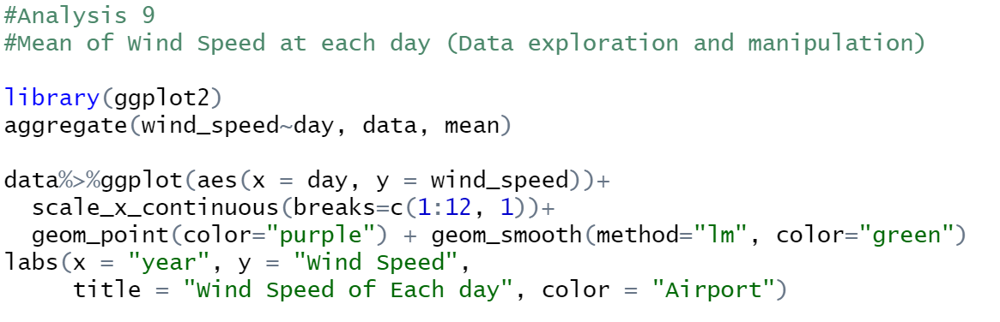 #Analysis 9
#Mean of Wind Speed at each day (Data exploration and manipulation)
library(ggplot2)
aggregate(wind_speed~day, data, mean)
data%>%ggplot(aes(x = day, y = wind_speed))+
  scale_x_continuous(breaks=c(1:12, 1))+
  geom_point(color="purple") + geom_smooth(method="lm", color="green")
labs(x = "year", y = "Wind Speed",
     title = "Wind Speed of Each day", color = "Airport")